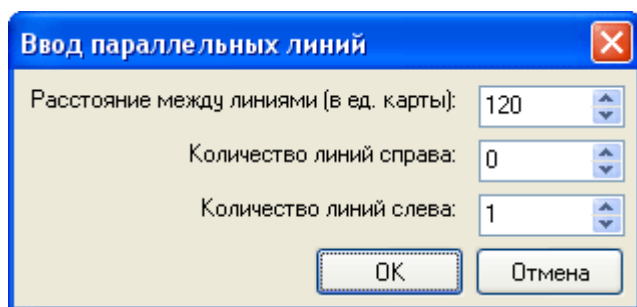 Ввод параллельных линий
Расстояние между линиями (в ед. карты): 120
Количество линий справа: 0
Количество линий слева: 1
OK Отмена